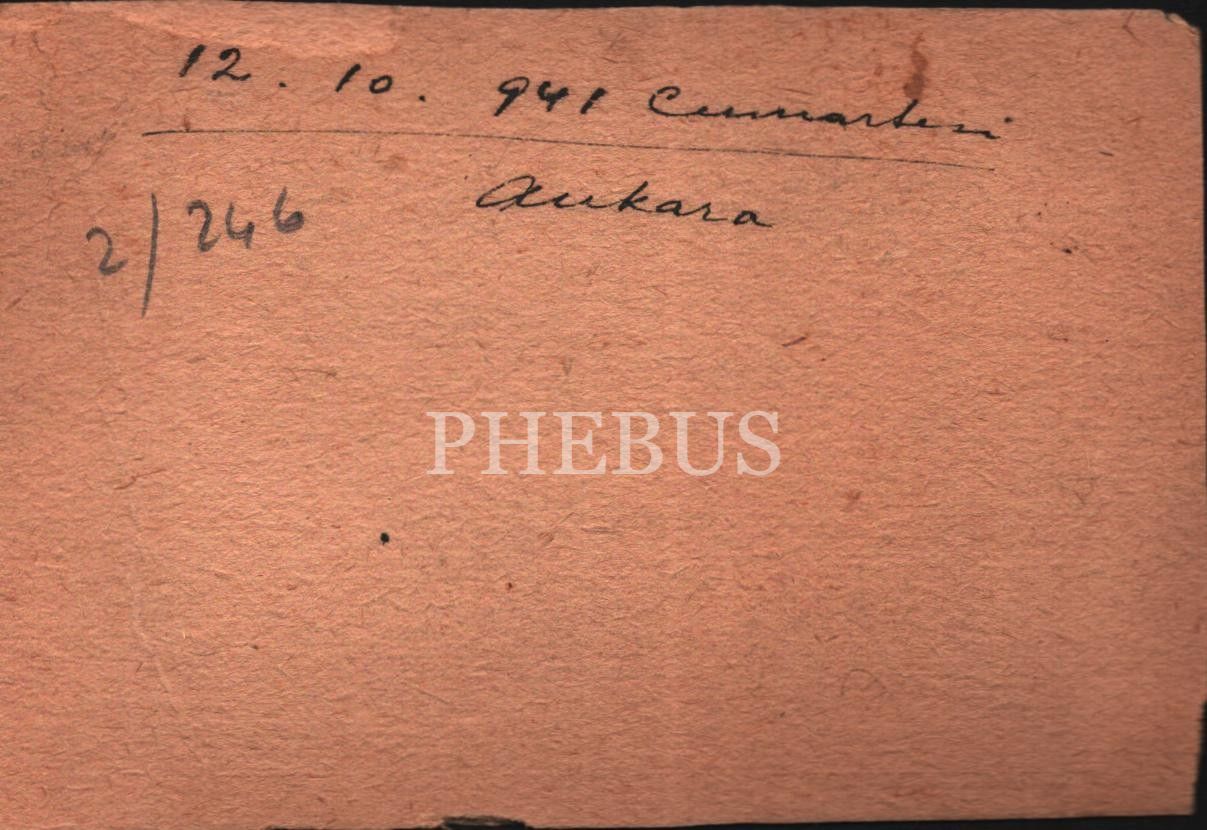 12. 10. 941 Cumartesi
Ankara
2/246
PHEBUS